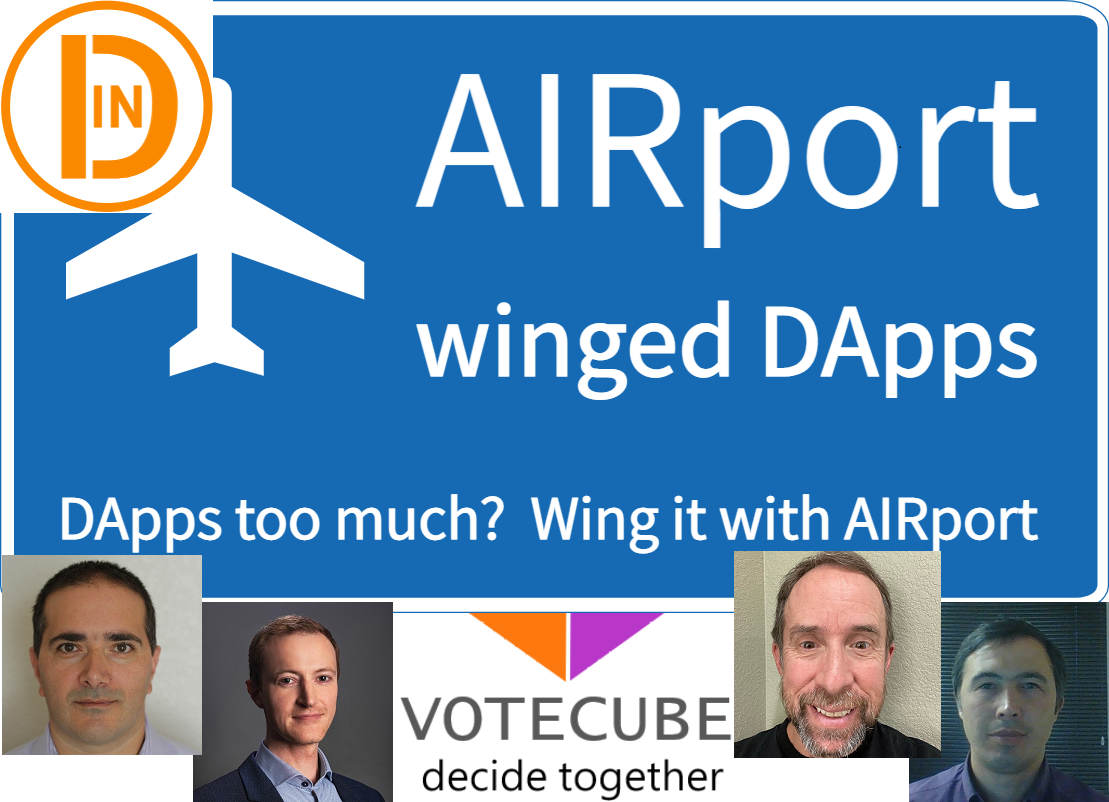 D IN
AIRport
winged DApps
DApps too much?  Wing it with AIRport
VOTECUBE
decide together